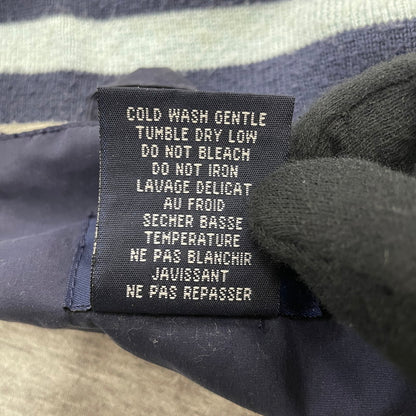 COLD WASH GENTLE
TUMBLE DRY LOW
DO NOT BLEACH
DO NOT IRON
LAVAGE DELICAT
AU FROID
SECHER BASSE
TEMPERATURE
NE PAS BLANCHIR
JAVISSANT
NE PAS REPASSER